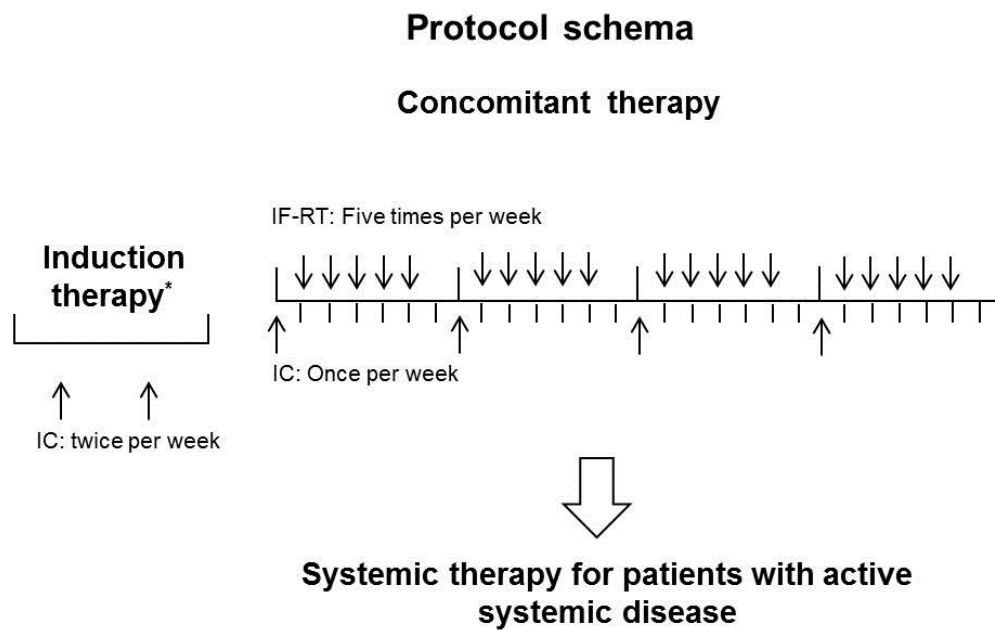 Protocol schema
Concomitant therapy
IF-RT: Five times per week
Induction
therapy*
IC: Once per week
IC: twice per week
Systemic therapy for patients with active
systemic disease